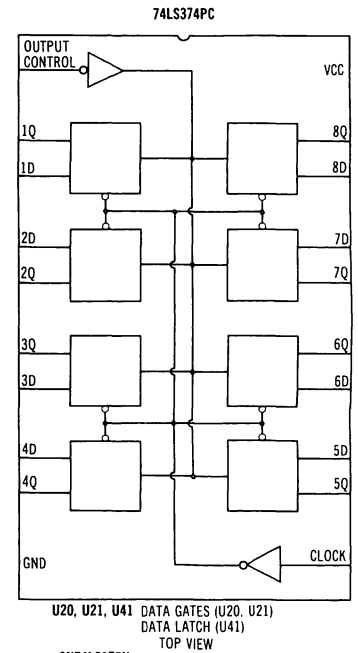 74LS374PC
OUTPUT
CONTROL
VCC
1Q
8Q
1D
8D
2D
7D
2Q
7Q
3Q
6Q
3D
6D
4D
5D
4Q
5Q
GND
CLOCK
U20, U21, U41 DATA GATES (U20, U21)
DATA LATCH (U41)
TOP VIEW